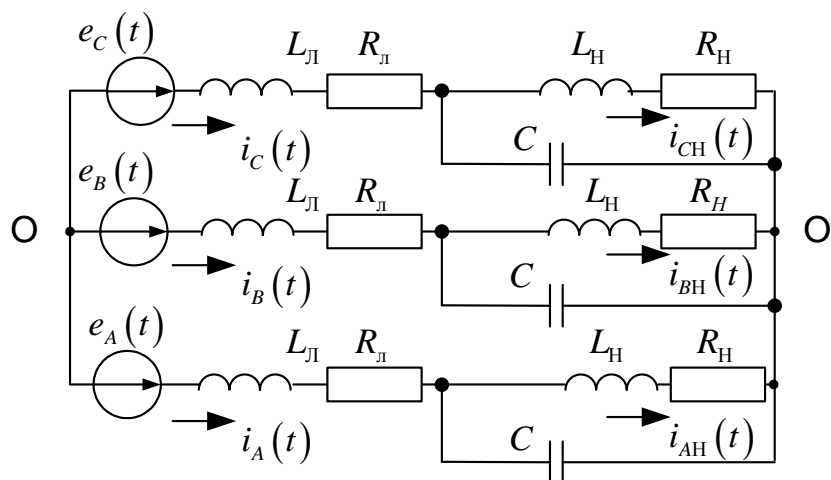 e_C(t) L_Л R_л L_Н R_Н
i_C(t) C i_CН(t)
e_B(t) L_Л R_л L_Н R_Н
O O
i_B(t) C i_BН(t)
e_A(t) L_Л R_л L_Н R_Н
i_A(t) C i_AН(t)